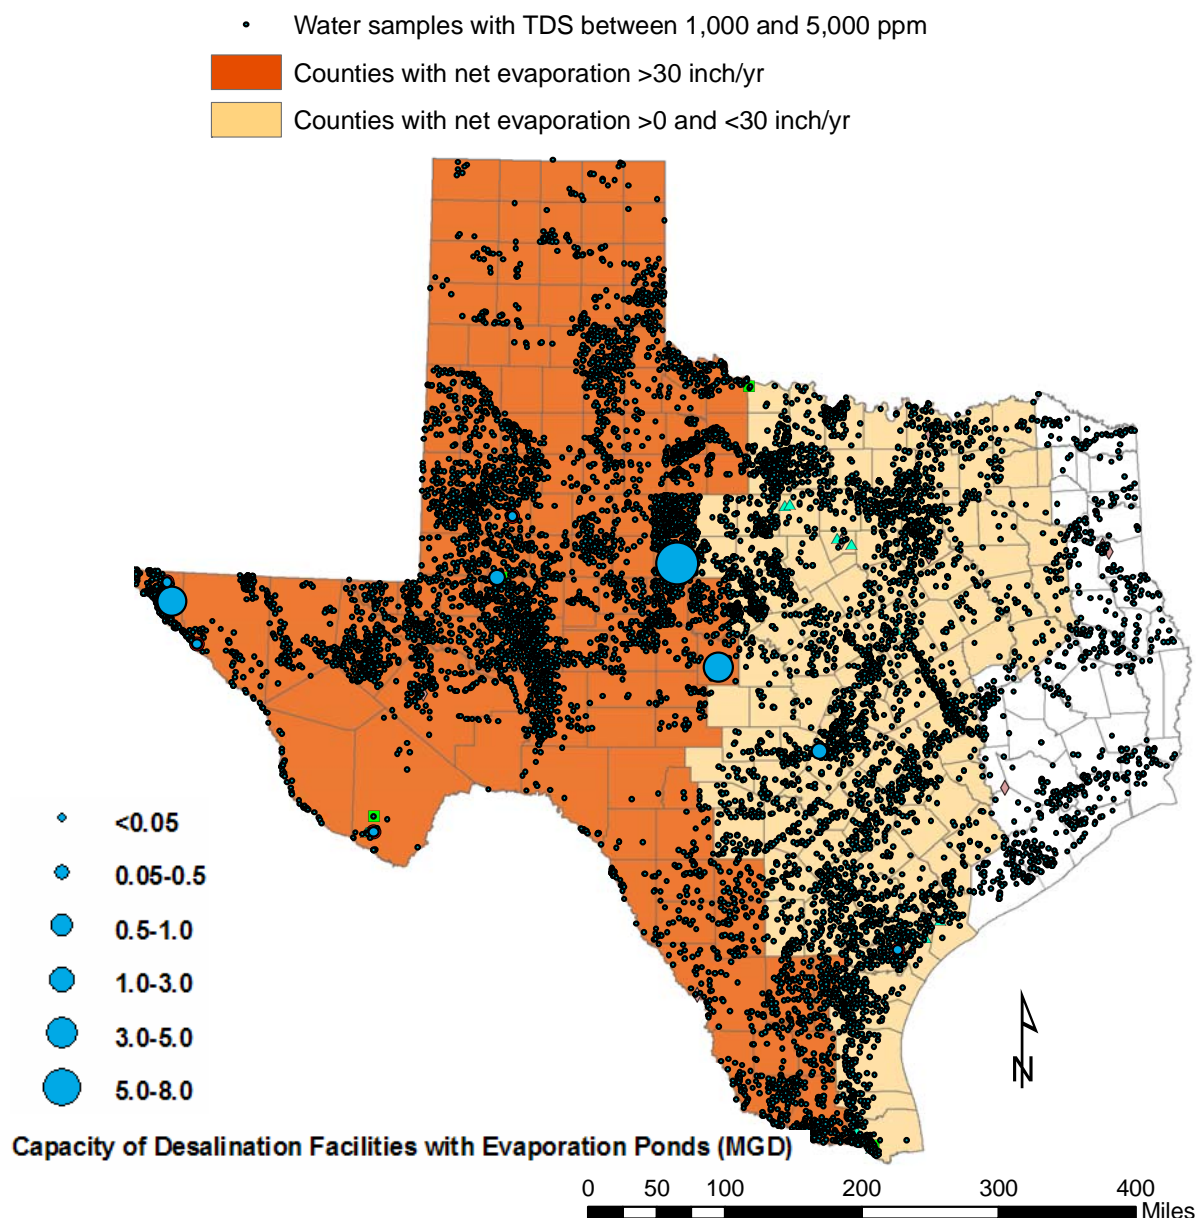 Water samples with TDS between 1,000 and 5,000 ppm
Counties with net evaporation >30 inch/yr
Counties with net evaporation >0 and <30 inch/yr
<0.05
0.05-0.5
0.5-1.0
1.0-3.0
3.0-5.0
5.0-8.0
N
Capacity of Desalination Facilities with Evaporation Ponds (MGD)
0 50 100 200 300 400
Miles